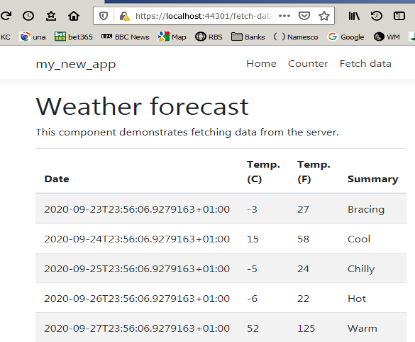 https://localhost:44301/fetch-dat
KC una bet365 BBC News Map RBS Banks Namesco Google WM
my_new_app Home Counter Fetch data
Weather forecast
This component demonstrates fetching data from the server.
Date Temp. (C) Temp. (F) Summary
2020-09-23T23:56:06.9279163+01:00 -3 27 Bracing
2020-09-24T23:56:06.9279163+01:00 15 58 Cool
2020-09-25T23:56:06.9279163+01:00 -5 24 Chilly
2020-09-26T23:56:06.9279163+01:00 -6 22 Hot
2020-09-27T23:56:06.9279163+01:00 52 125 Warm